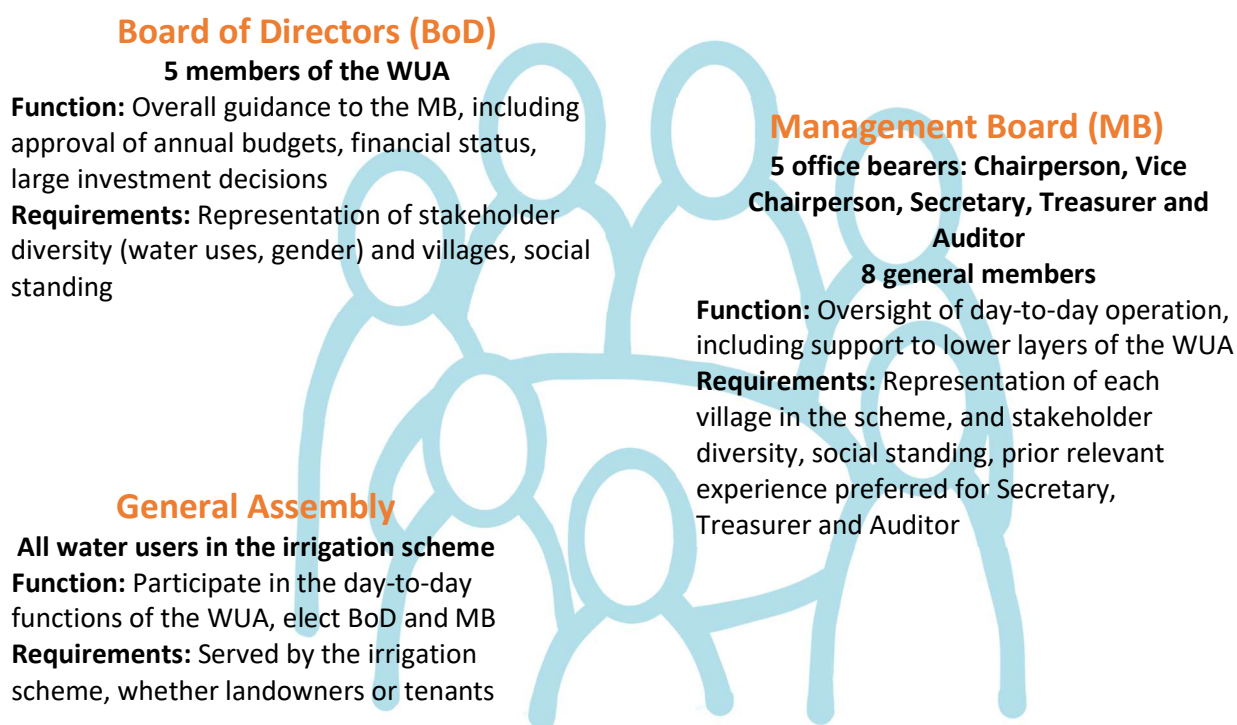 Board of Directors (BoD)
5 members of the WUA
Function: Overall guidance to the MB, including
approval of annual budgets, financial status,
large investment decisions
Requirements: Representation of stakeholder
diversity (water uses, gender) and villages, social
standing
Management Board (MB)
5 office bearers: Chairperson, Vice
Chairperson, Secretary, Treasurer and
Auditor
8 general members
Function: Oversight of day-to-day operation,
including support to lower layers of the WUA
Requirements: Representation of each
village in the scheme, and stakeholder
diversity, social standing, prior relevant
experience preferred for Secretary,
Treasurer and Auditor
General Assembly
All water users in the irrigation scheme
Function: Participate in the day-to-day
functions of the WUA, elect BoD and MB
Requirements: Served by the irrigation
scheme, whether landowners or tenants